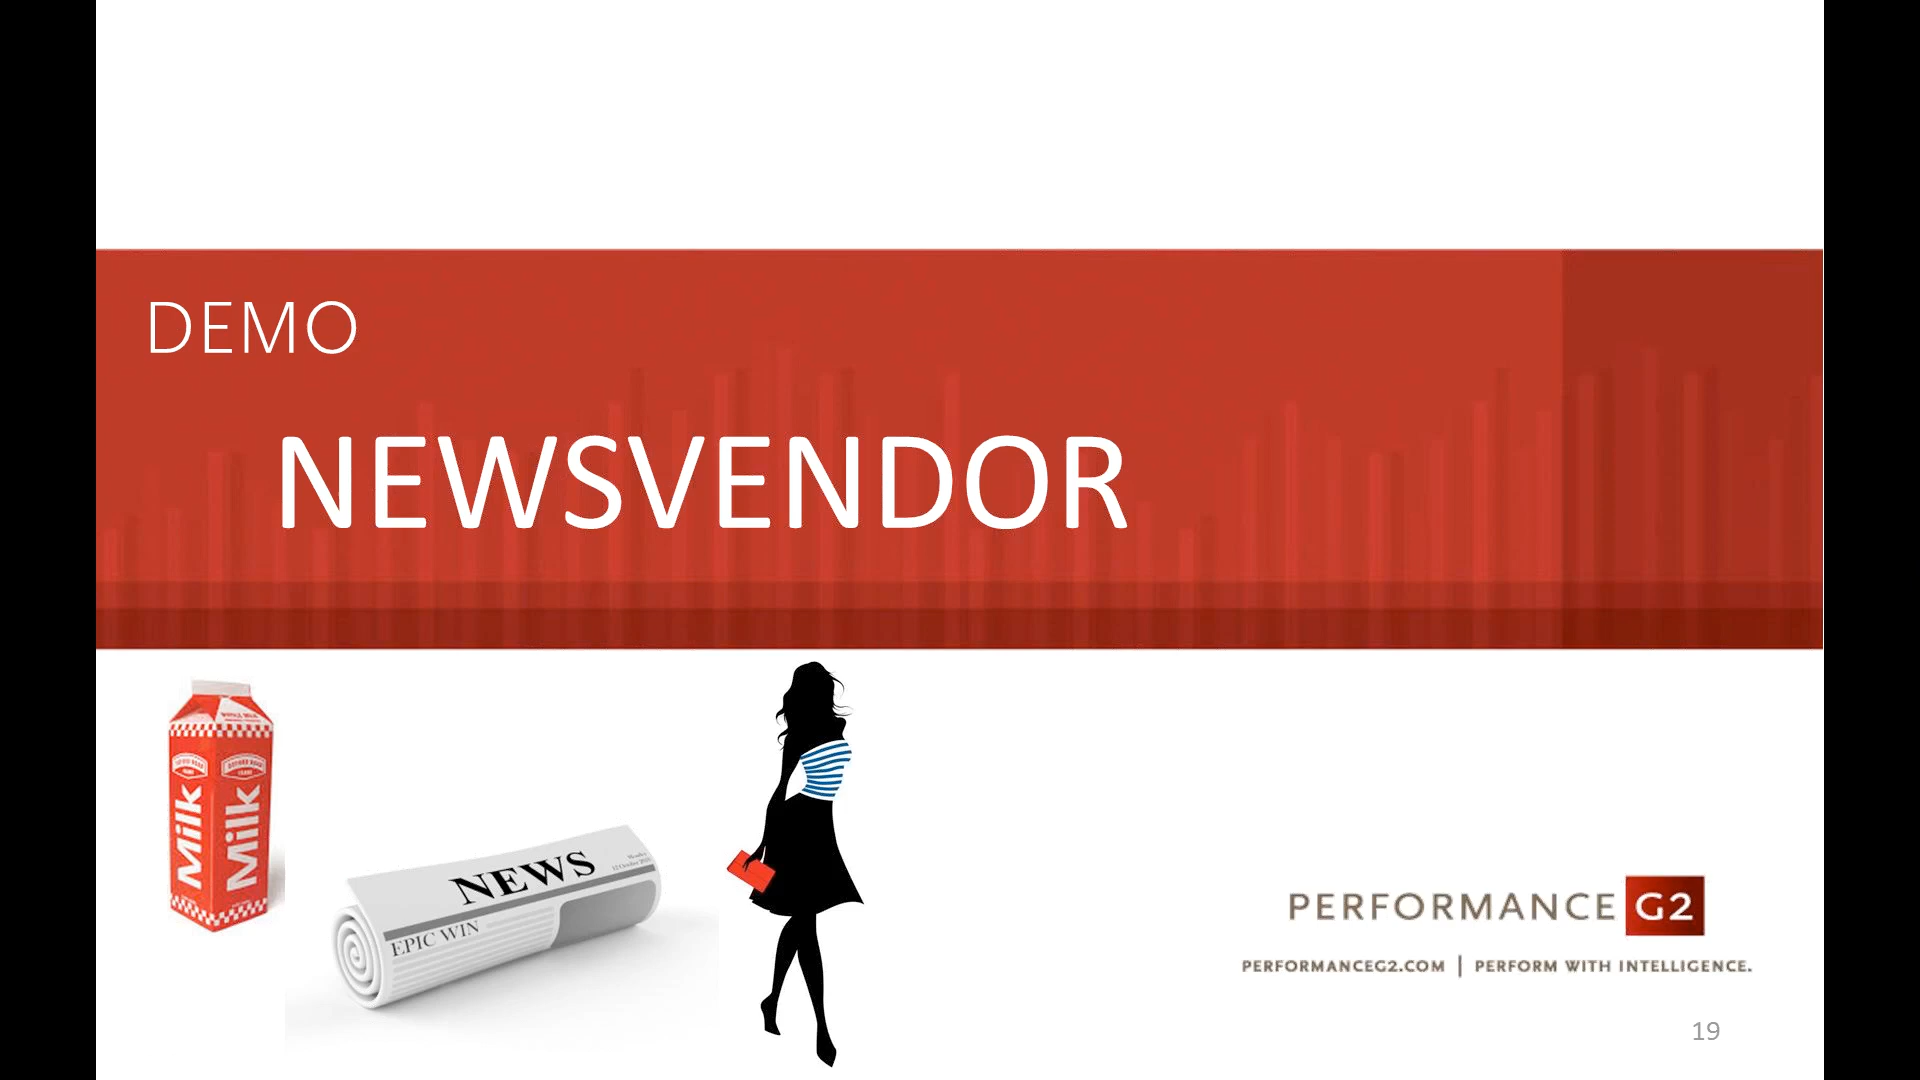 DEMO
NEWSVENDOR
Milk
Milk
NEWS
EPIC WIN
PERFORMANCE G2
PERFORMANCEG2.COM | PERFORM WITH INTELLIGENCE.
19